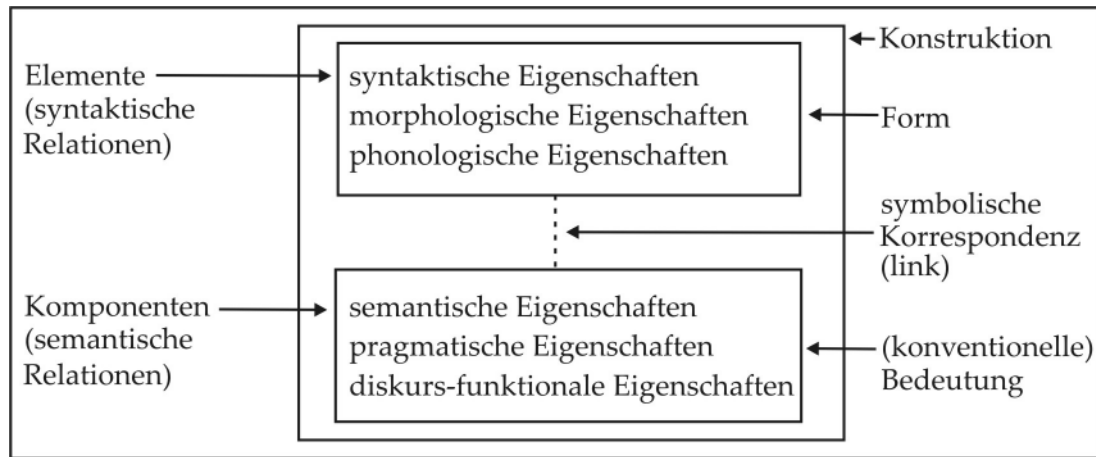 Elemente
(syntaktische
Relationen)
syntaktische Eigenschaften
morphologische Eigenschaften
phonologische Eigenschaften
Konstruktion
Form
symbolische
Korrespondenz
(link)
Komponenten
(semantische
Relationen)
semantische Eigenschaften
pragmatische Eigenschaften
diskurs-funktionale Eigenschaften
(konventionelle)
Bedeutung